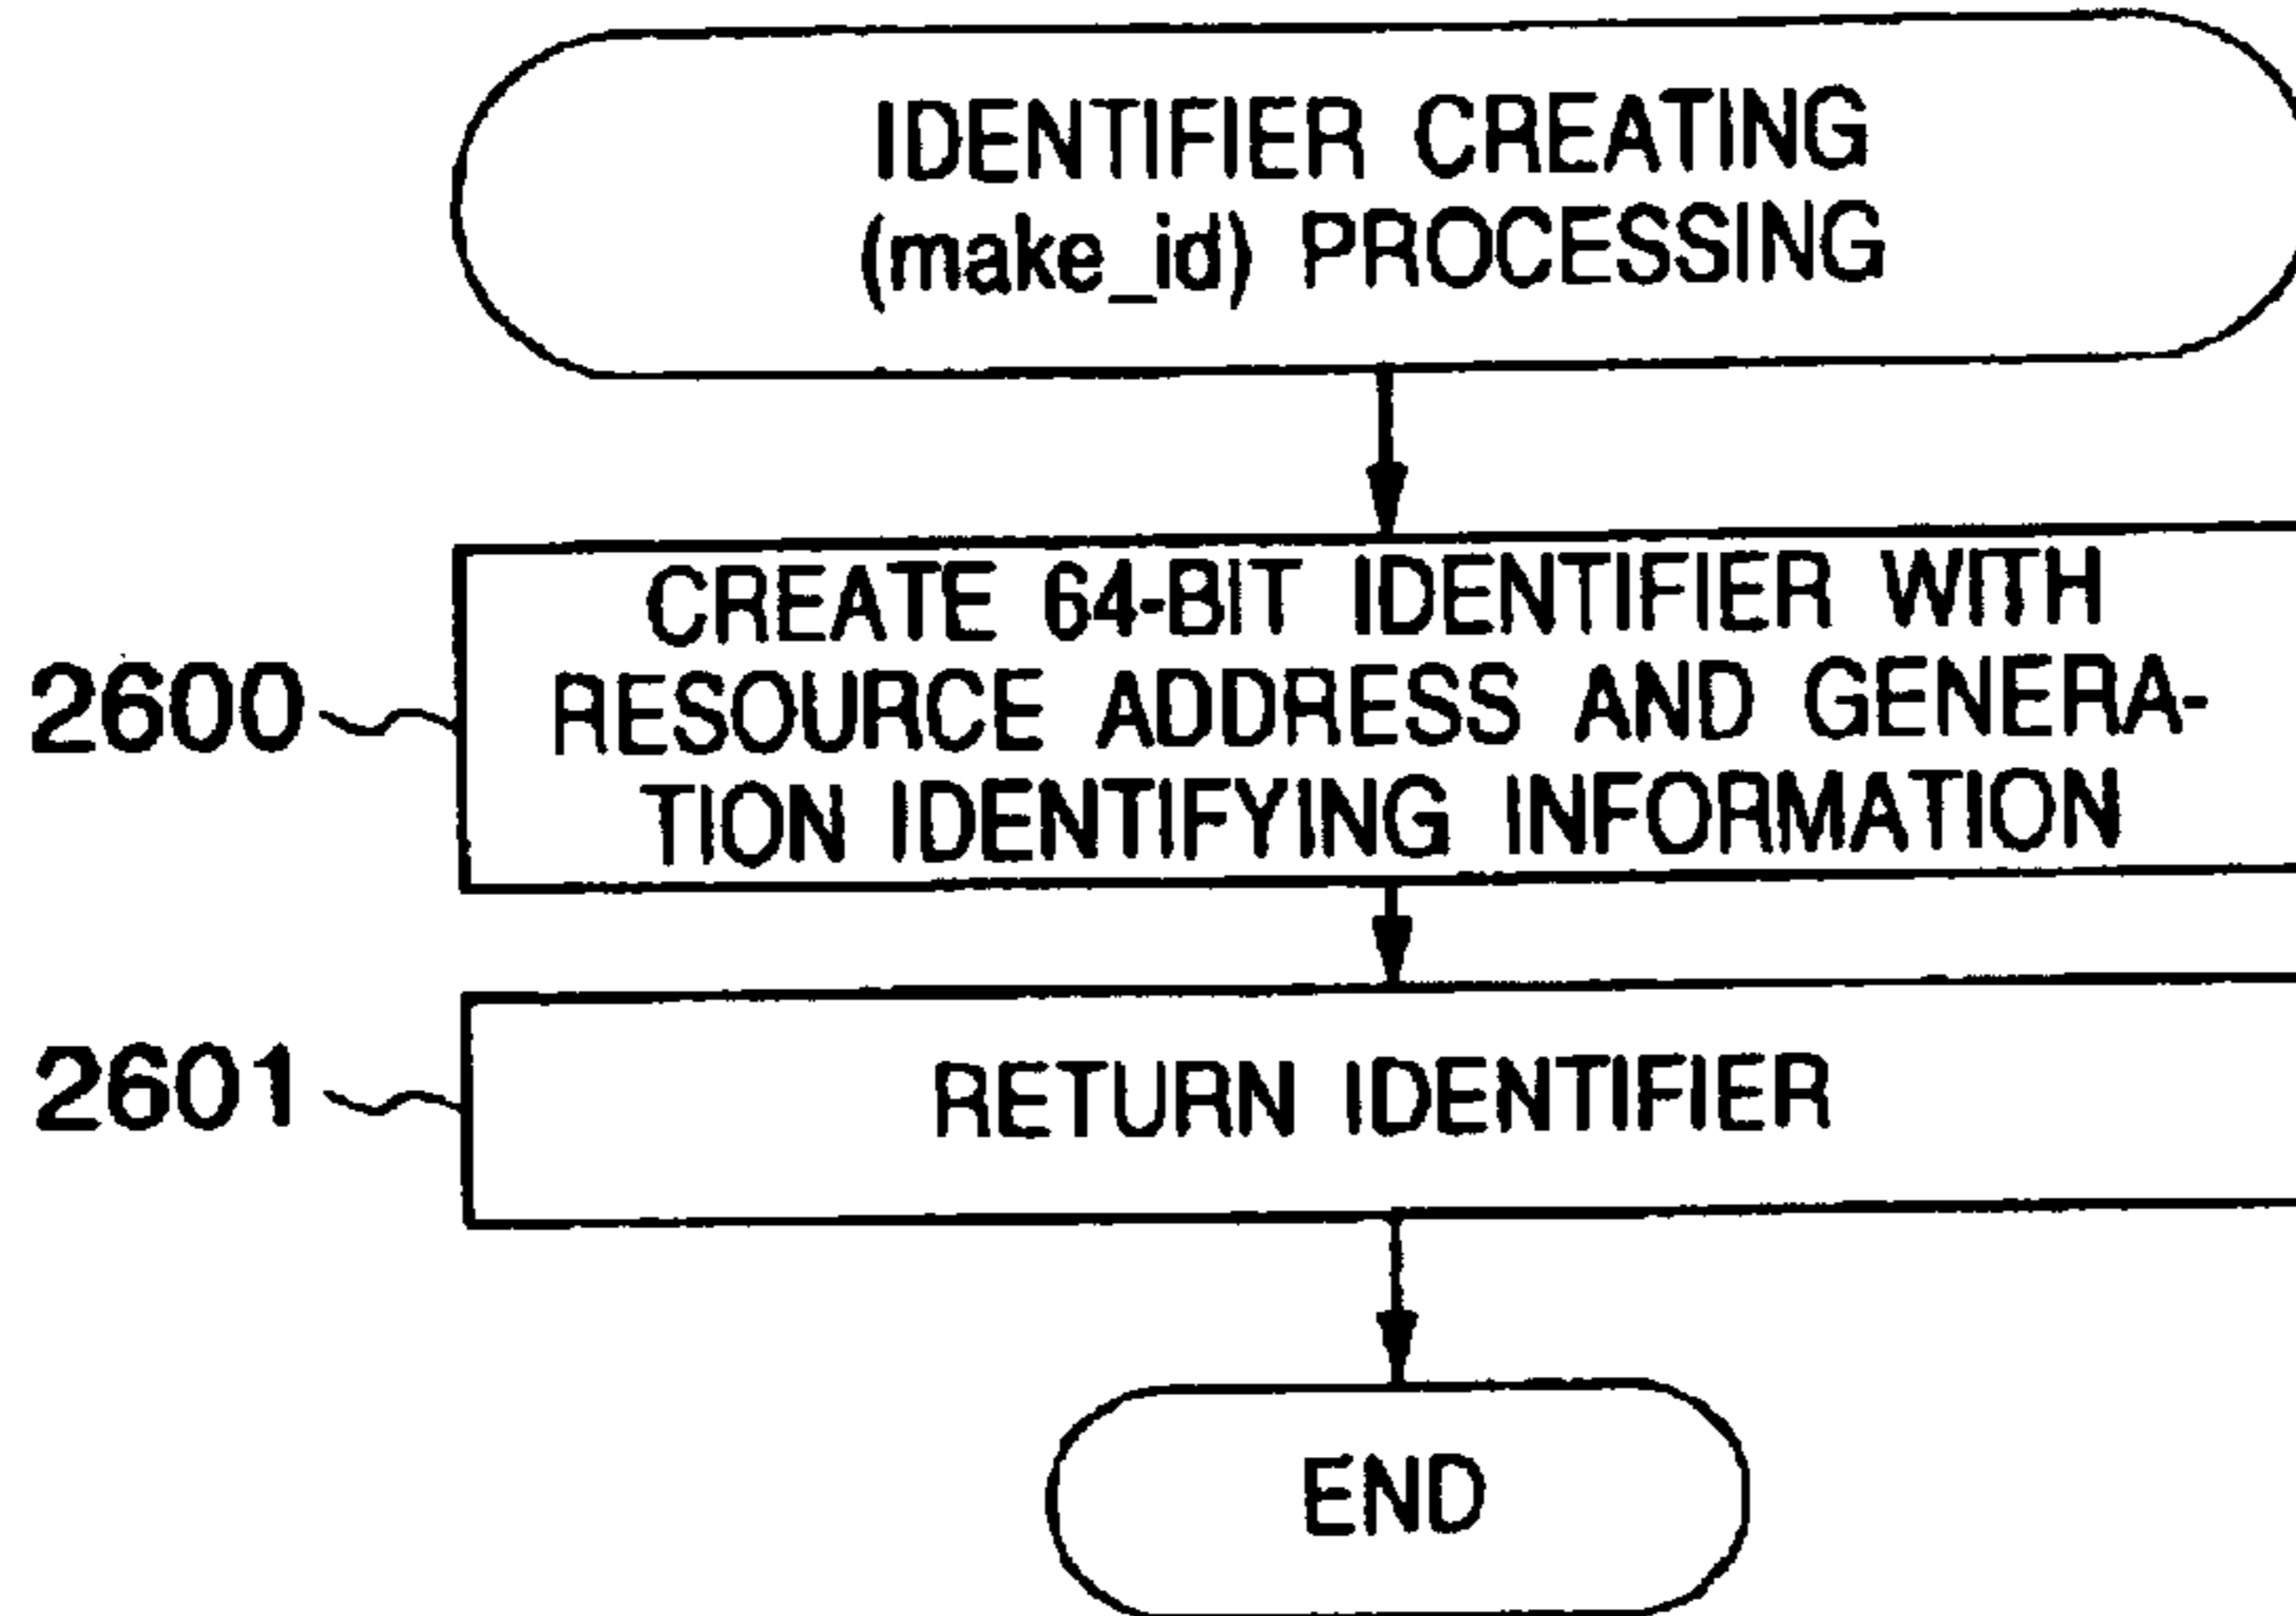 IDENTIFIER CREATING
(make_id) PROCESSING
CREATE 64-BIT IDENTIFIER WITH
2600
RESOURCE ADDRESS AND GENERA-
TION IDENTIFYING INFORMATION
2601
RETURN IDENTIFIER
END